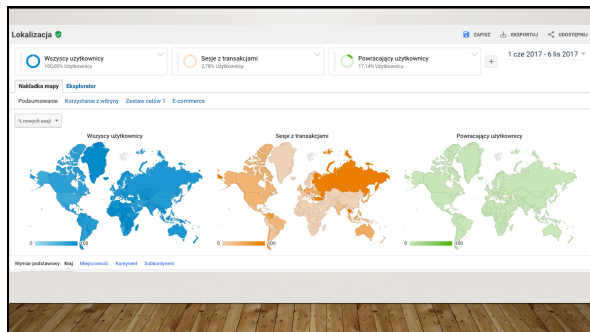 Lokalizacja
ZAPISZ EKSPORTUJ UDOSTĘPNIJ
Wszyscy użytkownicy
100,00% Użytkownicy
Sesje z transakcjami
2,78% Użytkownicy
Powracający użytkownicy
17,14% Użytkownicy
+
1 cze 2017 - 6 lis 2017
Nakładka mapy Eksplorator
Podsumowanie Korzystanie z witryny Zestaw celów 1 E-commerce
% nowych sesji
Wszyscy użytkownicy Sesje z transakcjami Powracający użytkownicy
0 100 0 100 0 100
Wymiar podstawowy: Kraj Miejscowość Kontynent Subkontynent